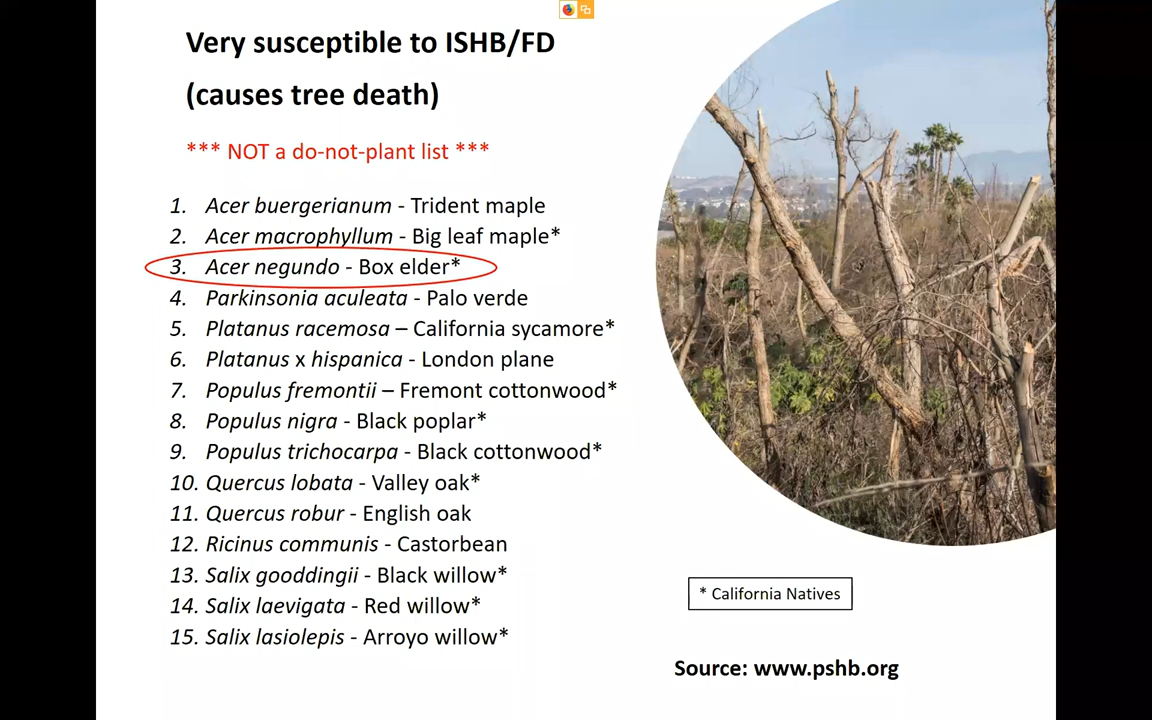 Very susceptible to ISHB/FD
(causes tree death)
*** NOT a do-not-plant list ***
1. Acer buergerianum - Trident maple
2. Acer macrophyllum - Big leaf maple*
3. Acer negundo - Box elder*
4. Parkinsonia aculeata - Palo verde
5. Platanus racemosa – California sycamore*
6. Platanus x hispanica - London plane
7. Populus fremontii – Fremont cottonwood*
8. Populus nigra - Black poplar*
9. Populus trichocarpa - Black cottonwood*
10. Quercus lobata - Valley oak*
11. Quercus robur - English oak
12. Ricinus communis - Castorbean
13. Salix gooddingii - Black willow*
14. Salix laevigata - Red willow*
15. Salix lasiolepis - Arroyo willow*
* California Natives
Source: www.pshb.org